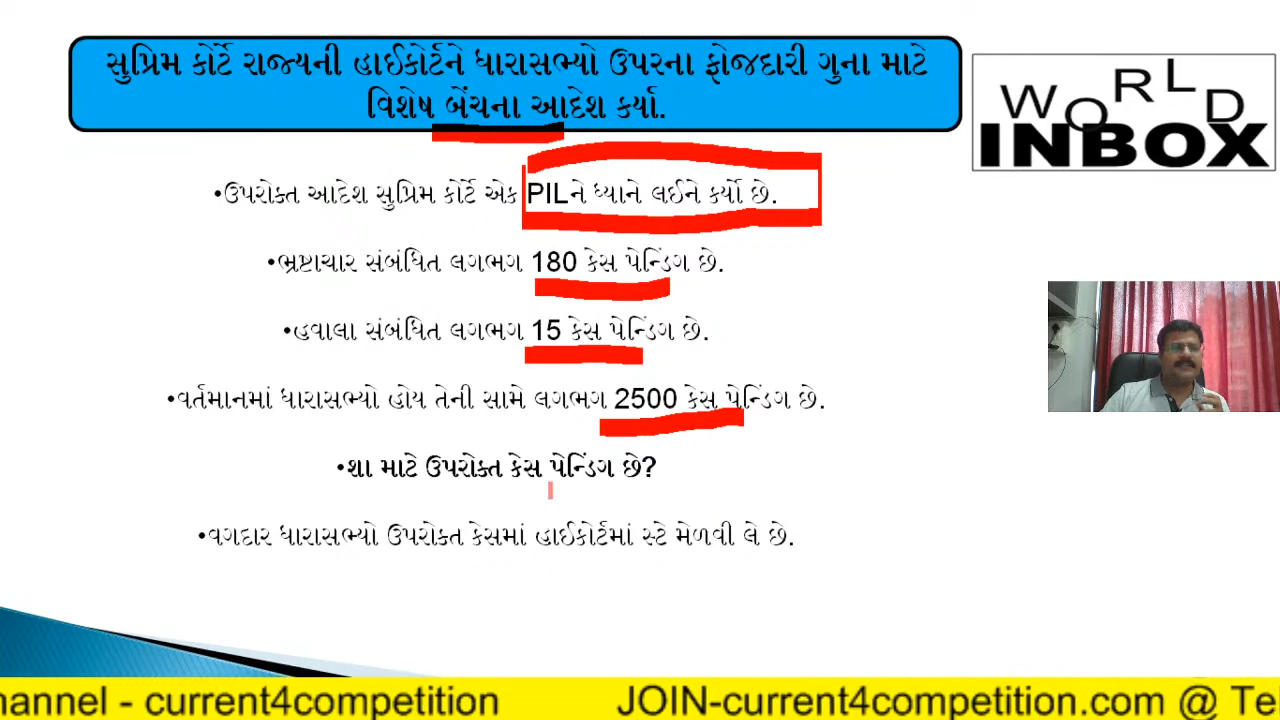 સુપ્રિમ કોર્ટે રાજ્યની હાઈકોર્ટને ધારાસભ્યો ઉપરના ફોજદારી ગુના માટે
વિશેષ બેંચના આદેશ કર્યા.
WORLD
INBOX
•ઉપરોક્ત આદેશ સુપ્રિમ કોર્ટે એક PILને ધ્યાને લઈને કર્યો છે.
•ભ્રષ્ટાચાર સંબંધિત લગભગ 180 કેસ પેન્ડિંગ છે.
•હવાલા સંબંધિત લગભગ 15 કેસ પેન્ડિંગ છે.
•વર્તમાનમાં ધારાસભ્યો હોય તેની સામે લગભગ 2500 કેસ પેન્ડિંગ છે.
•શા માટે ઉપરોક્ત કેસ પેન્ડિંગ છે?
•વગદાર ધારાસભ્યો ઉપરોક્ત કેસમાં હાઈકોર્ટમાં સ્ટે મેળવી લે છે.
hannel - current4competition JOIN-current4competition.com @ Te